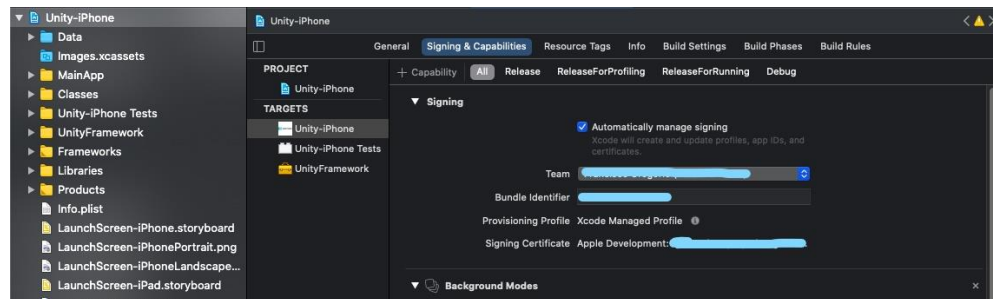 Unity-iPhone
Data
Images.xcassets
MainApp
Classes
Unity-iPhone Tests
UnityFramework
Frameworks
Libraries
Products
Info.plist
LaunchScreen-iPhone.storyboard
LaunchScreen-iPhonePortrait.png
LaunchScreen-iPhoneLandscape...
LaunchScreen-iPad.storyboard
Unity-iPhone
General Signing & Capabilities Resource Tags Info Build Settings Build Phases Build Rules
PROJECT
Unity-iPhone
TARGETS
Unity-iPhone
Unity-iPhone Tests
UnityFramework
+ Capability All Release ReleaseForProfiling ReleaseForRunning Debug
Signing
Automatically manage signing
Xcode will create and update profiles, app IDs, and
certificates.
Team
Bundle Identifier
Provisioning Profile Xcode Managed Profile
Signing Certificate Apple Development:
Background Modes